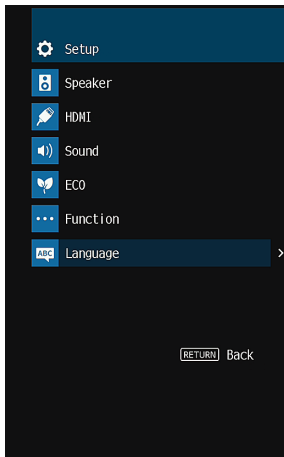 Setup
Speaker
HDMI
Sound
ECO
Function
ABC Language
RETURN Back